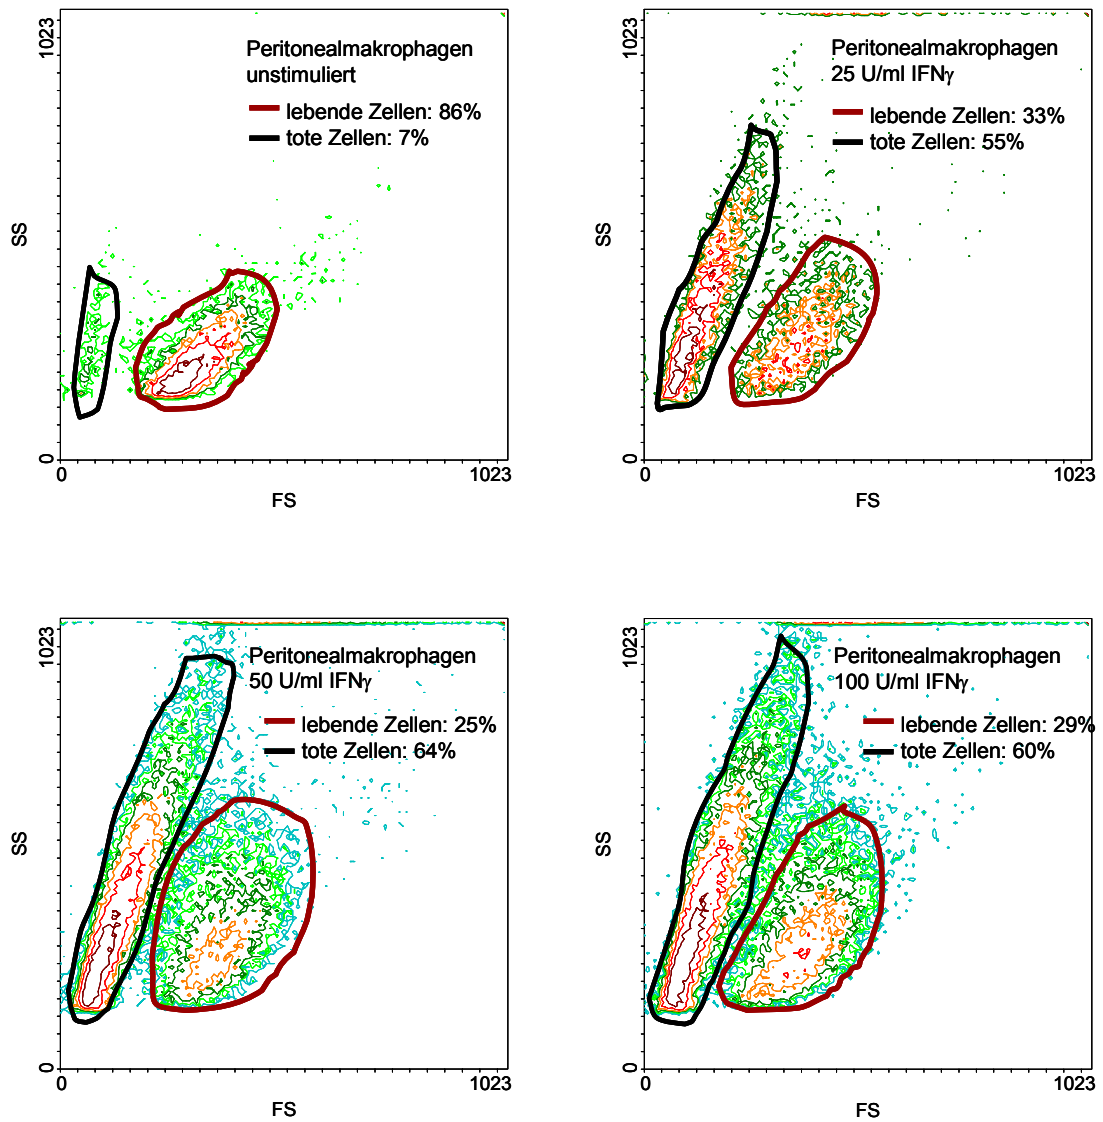 1023
Peritonealmakrophagen
unstimuliert
lebende Zellen: 86%
tote Zellen: 7%
SS
0
0
1023
FS
1023
Peritonealmakrophagen
25 U/ml IFNγ
lebende Zellen: 33%
tote Zellen: 55%
SS
0
0
1023
FS
1023
Peritonealmakrophagen
50 U/ml IFNγ
lebende Zellen: 25%
tote Zellen: 64%
SS
0
0
1023
FS
1023
Peritonealmakrophagen
100 U/ml IFNγ
lebende Zellen: 29%
tote Zellen: 60%
SS
0
0
1023
FS